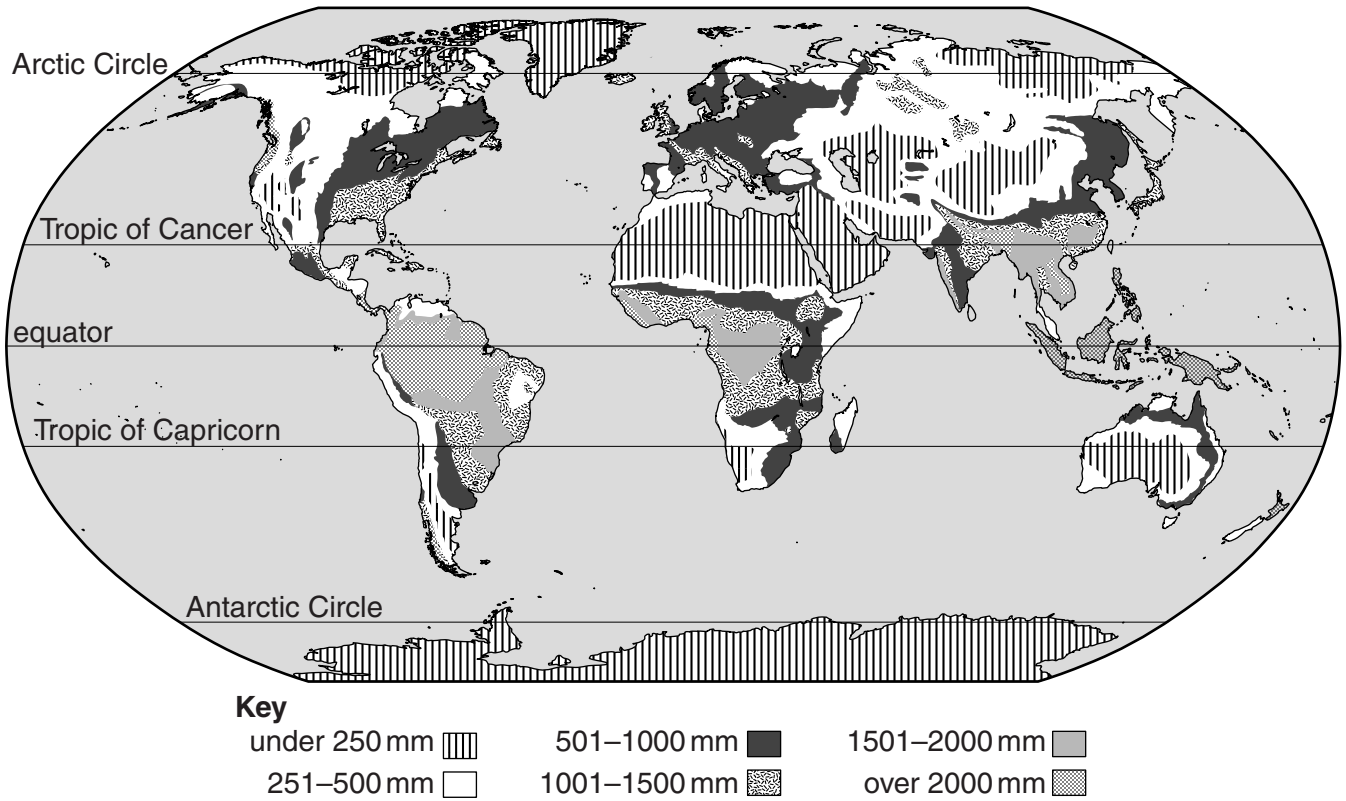 Arctic Circle
Tropic of Cancer
equator
Tropic of Capricorn
Antarctic Circle
Key
under 250 mm
501–1000 mm
1501–2000 mm
251–500 mm
1001–1500 mm
over 2000 mm